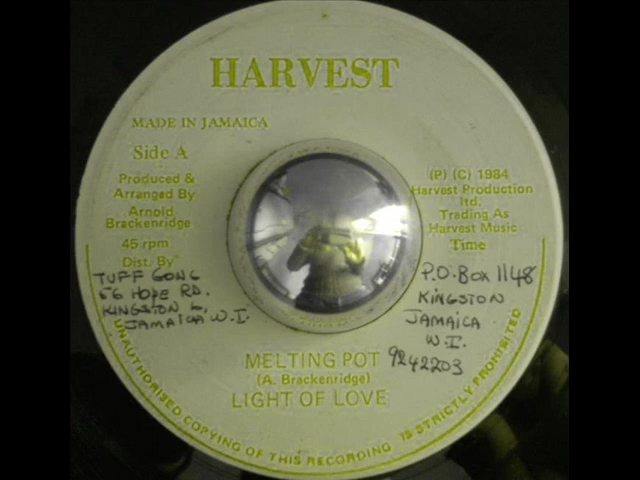 HARVEST
MADE IN JAMAICA
Side A
Produced &
Arranged By
Arnold
Brackenridge
45 rpm
Dist. By
TUFF GONG
56 HOPE RD.
KINGSTON 6,
JAMAICA W.I.
(P) (C) 1984
Harvest Production
ltd.
Trading As
Harvest Music
Time
P.O. BOX 1148
KINGSTON
JAMAICA
W.I.
9242203
MELTING POT
(A. Brackenridge)
LIGHT OF LOVE
UNAUTHORISED COPYING OF THIS RECORDING IS STRICTLY PROHIBITED